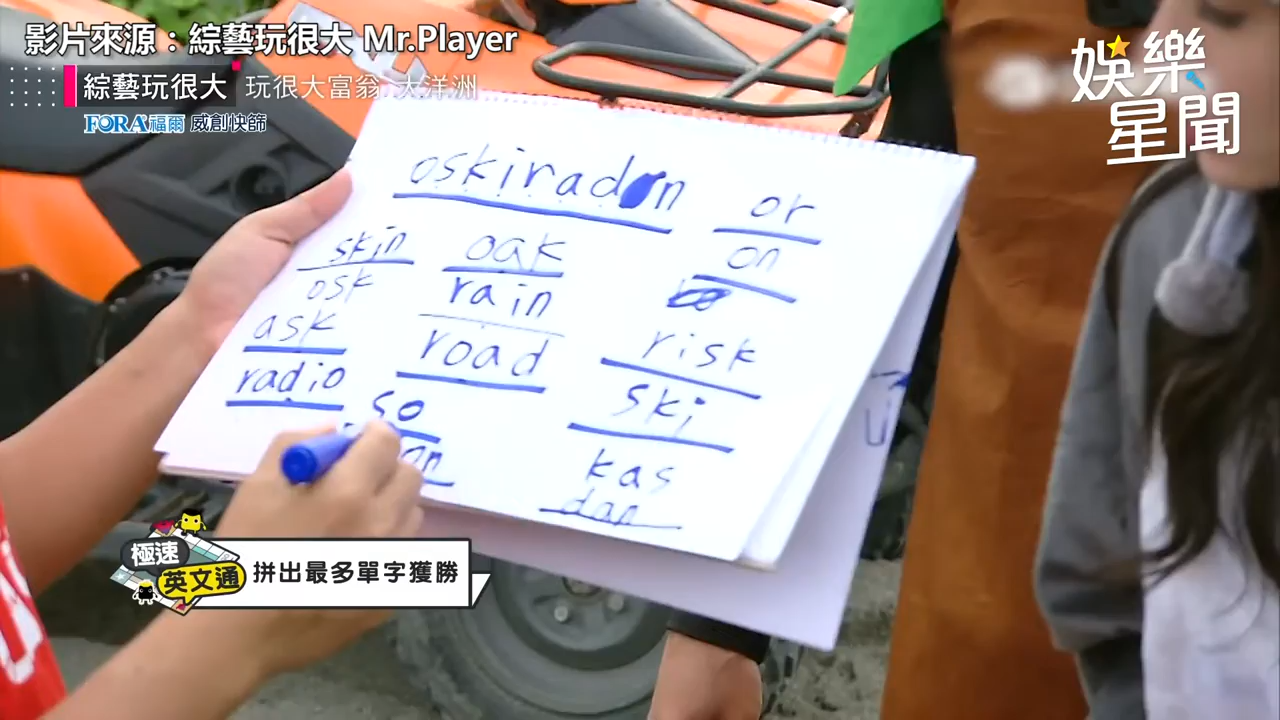 影片來源：綜藝玩很大 Mr.Player
綜藝玩很大 玩很大富翁 大洋洲
FORA福爾 威創快篩
娛樂
星聞
oskiradn
or
on
skin
osk
ask
radio
oak
rain
road
so
risk
ski
kas
dan
極速
英文通
拼出最多單字獲勝